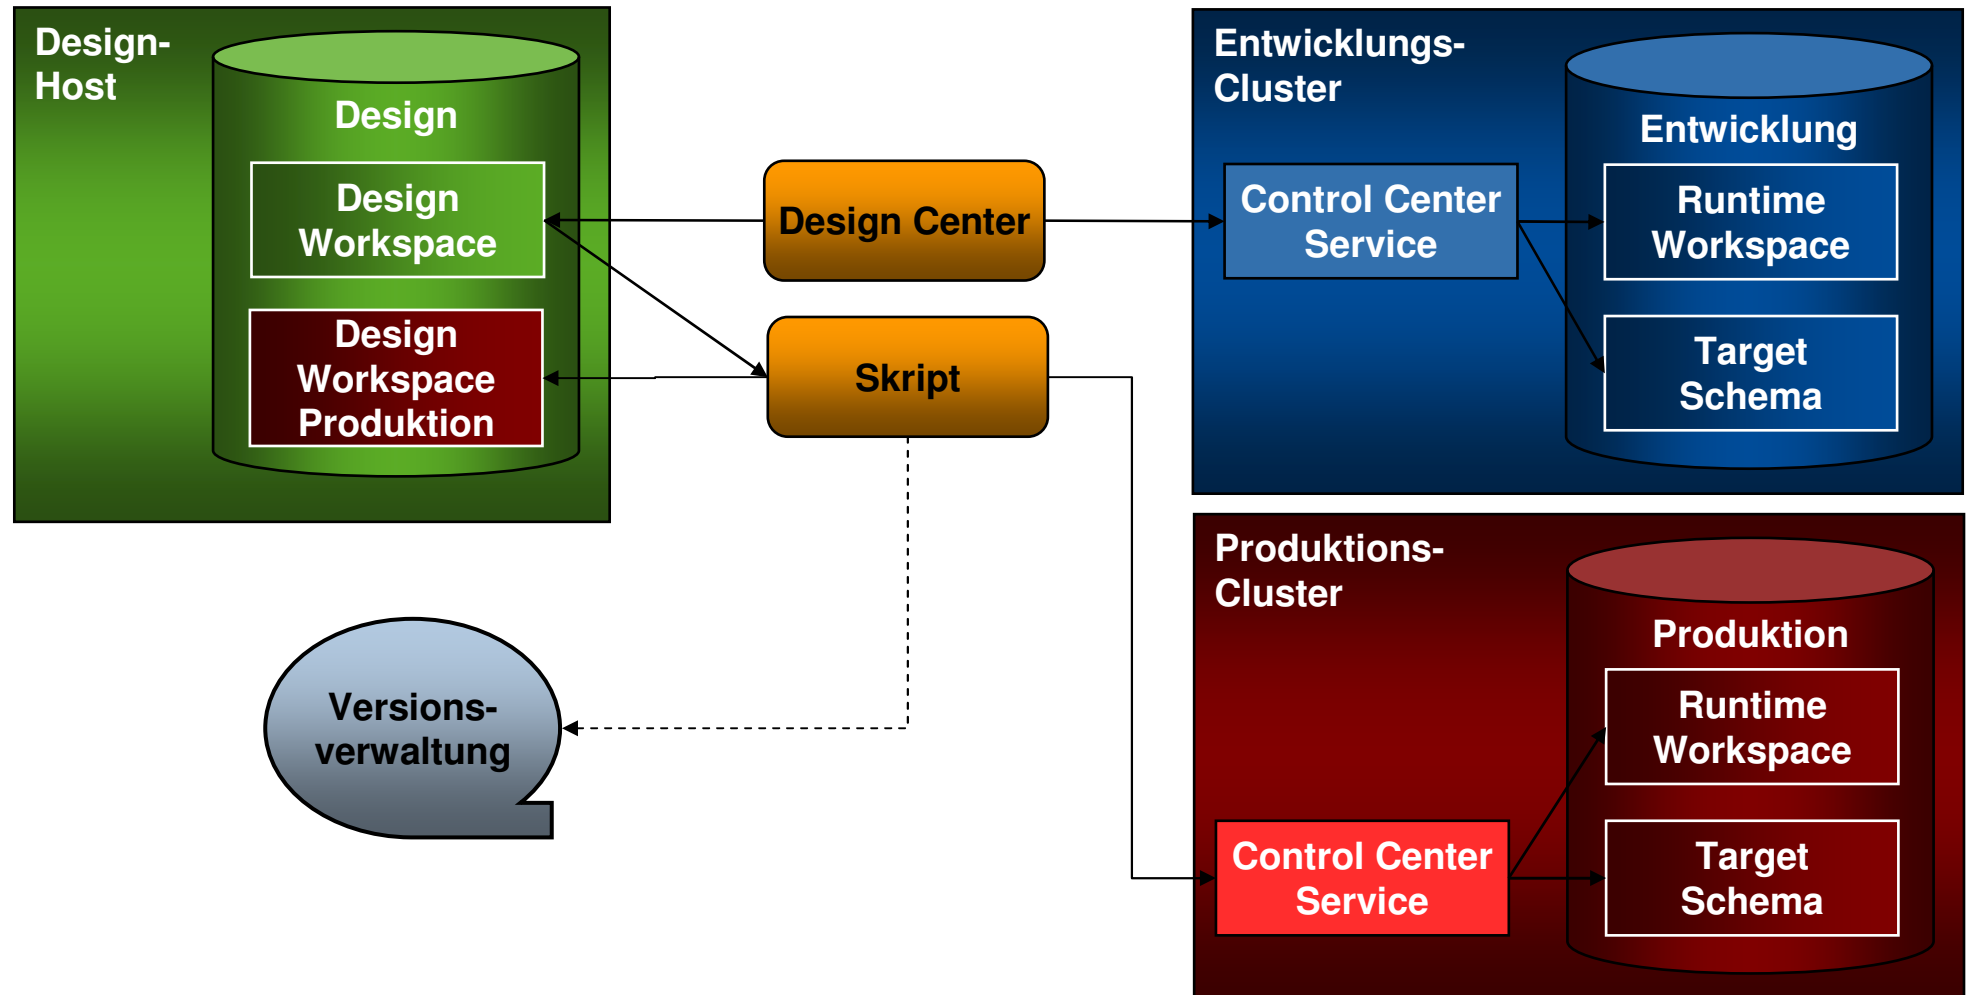 Design-
Host
Design
Design
Workspace
Design
Workspace
Produktion
Design Center
Skript
Versions-
verwaltung
Entwicklungs-
Cluster
Entwicklung
Control Center
Service
Runtime
Workspace
Target
Schema
Produktions-
Cluster
Produktion
Runtime
Workspace
Control Center
Service
Target
Schema